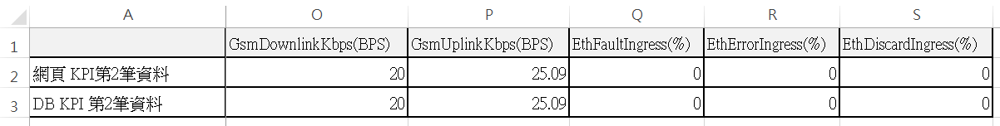 A O P Q R S
1 GsmDownlinkKbps(BPS) GsmUplinkKbps(BPS) EthFaultIngress(%) EthErrorIngress(%) EthDiscardIngress(%)
2 網頁 KPI第2筆資料 20 25.09 0 0 0
3 DB KPI 第2筆資料 20 25.09 0 0 0